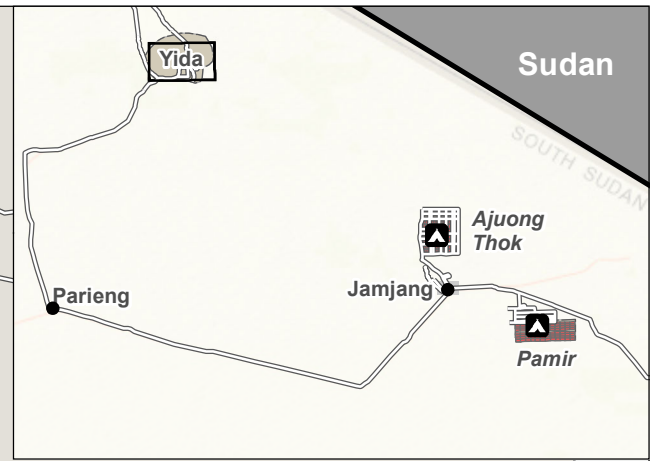 Yida
Sudan
SOUTH SUDAN
Ajuong
Thok
Jamjang
Parieng
Pamir